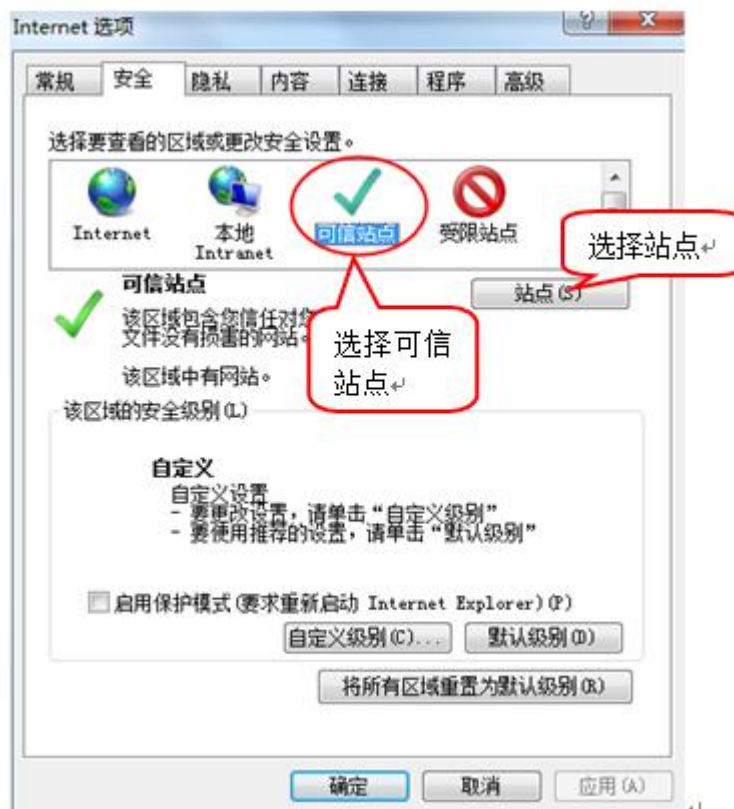 Internet 选项
常规 安全 隐私 内容 连接 程序 高级
选择要查看的区域或更改安全设置。
Internet
本地
Intranet
可信站点
受限站点
选择站点
可信站点
站点(S)
该区域包含您信任对您
文件没有损害的网站。
选择可信
站点
该区域中有网站。
该区域的安全级别(L)
自定义
自定义设置
- 要更改设置，请单击“自定义级别”
- 要使用推荐的设置，请单击“默认级别”
启用保护模式(要求重新启动 Internet Explorer)(P)
自定义级别(C)... 默认级别(D)
将所有区域重置为默认级别(R)
确定 取消 应用(A)